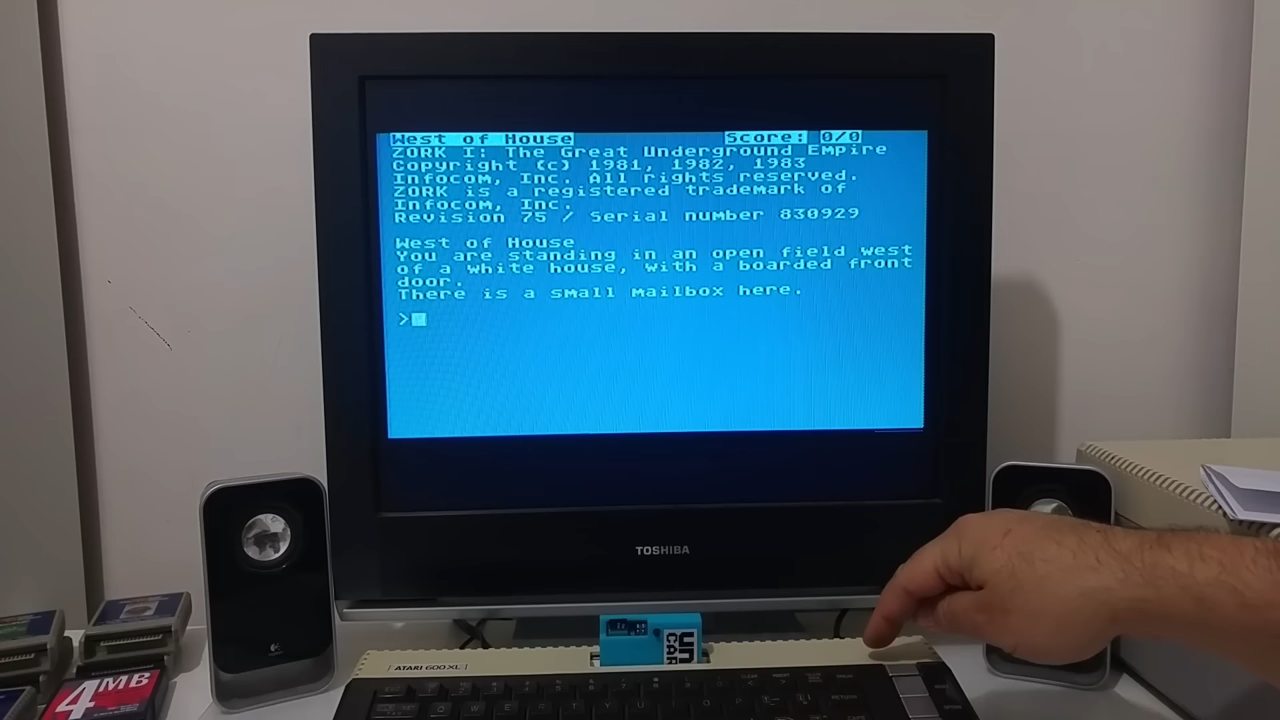 West of House Score: 0/0
ZORK I: The Great Underground Empire
Copyright (c) 1981, 1982, 1983
Infocom, Inc. All rights reserved.
ZORK is a registered trademark of
Infocom, Inc.
Revision 75 / Serial number 830929
West of House
You are standing in an open field west
of a white house, with a boarded front
door.
There is a small mailbox here.
>
TOSHIBA
UN
CAR
ATARI 600XL
4MB
RETURN